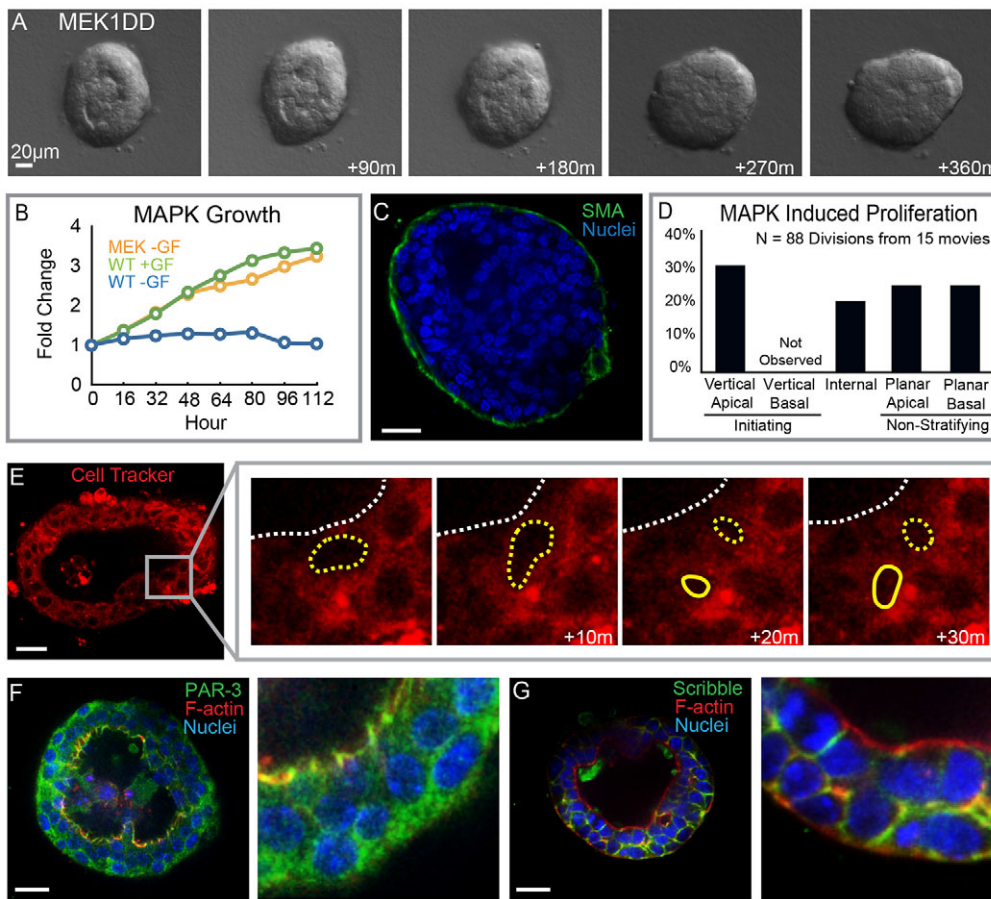 A MEK1DD
20µm
+90m
+180m
+270m
+360m
B MAPK Growth
Fold Change
4
3
2
1
0
MEK -GF
WT +GF
WT -GF
0 16 32 48 64 80 96 112
Hour
C SMA
Nuclei
D MAPK Induced Proliferation
N = 88 Divisions from 15 movies
40%
30%
20%
10%
0%
Not
Observed
Vertical Vertical Internal Planar Planar
Apical Basal Apical Basal
Initiating Non-Stratifying
E Cell Tracker
+10m
+20m
+30m
F PAR-3
F-actin
Nuclei
G Scribble
F-actin
Nuclei